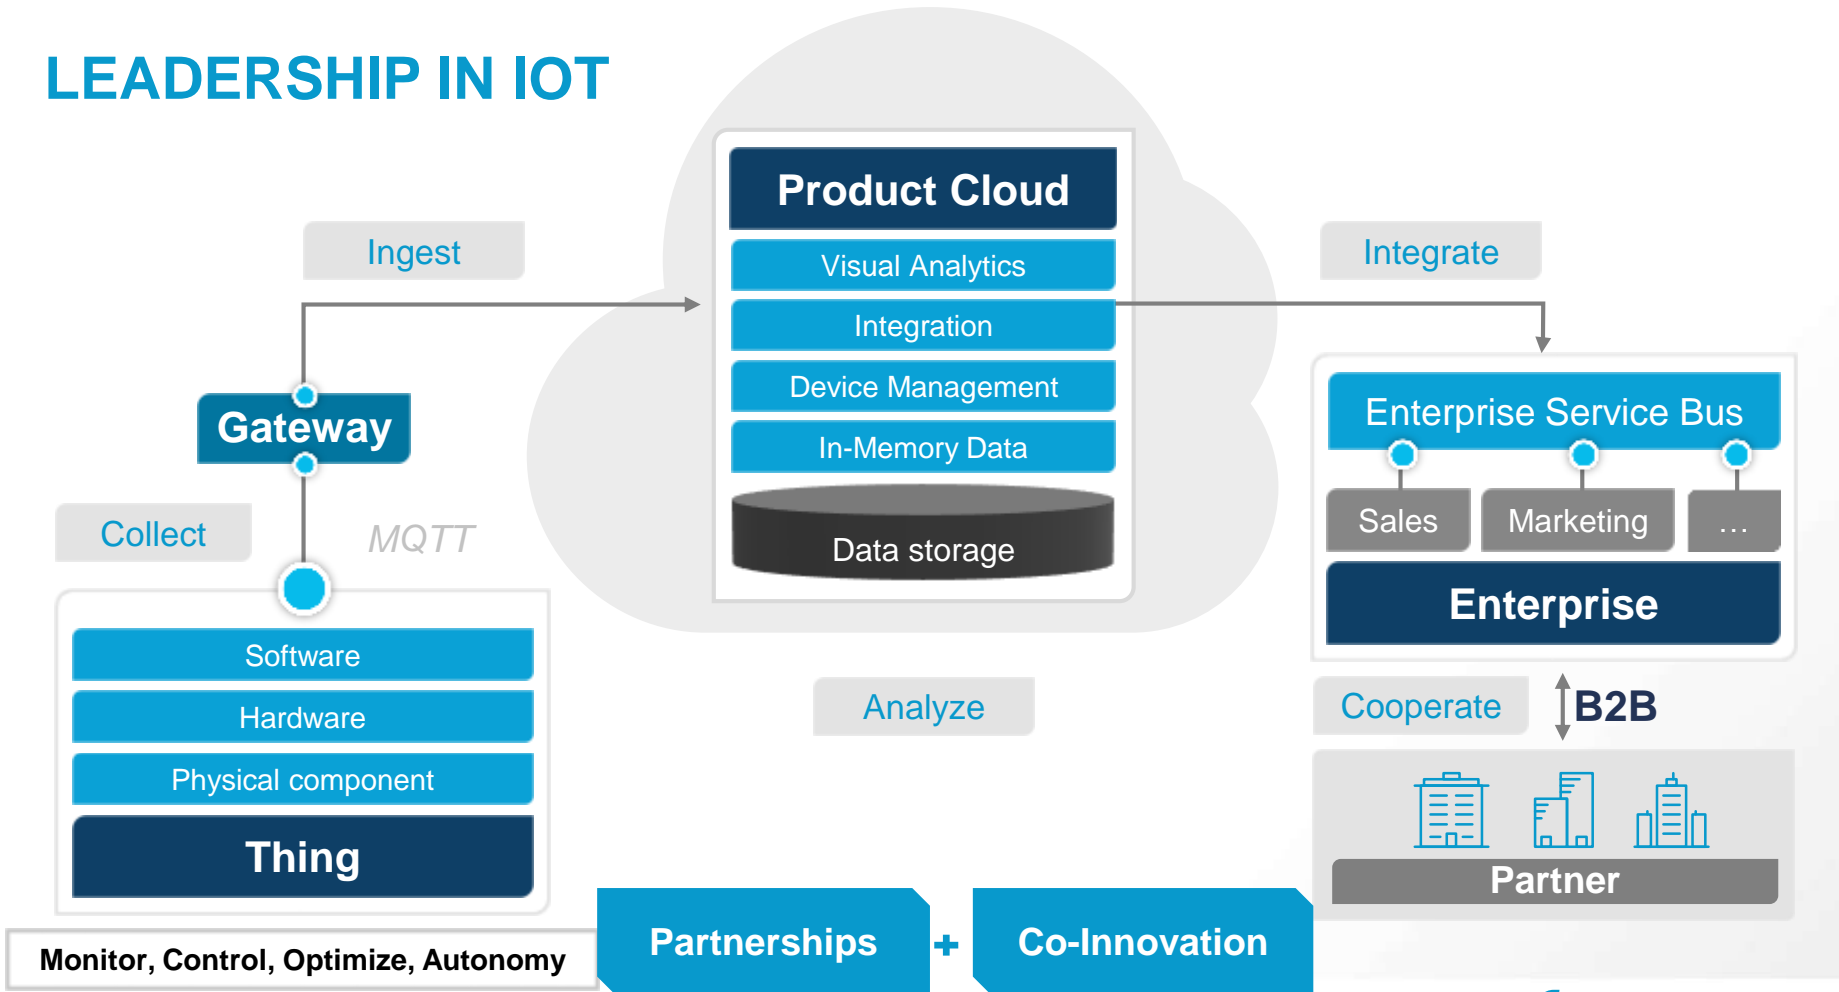 LEADERSHIP IN IOT
Product Cloud
Visual Analytics
Integration
Device Management
In-Memory Data
Data storage
Ingest
Gateway
Collect
MQTT
Software
Hardware
Physical component
Thing
Monitor, Control, Optimize, Autonomy
Analyze
Partnerships
+
Co-Innovation
Integrate
Enterprise Service Bus
Sales
Marketing
…
Enterprise
Cooperate
B2B
Partner